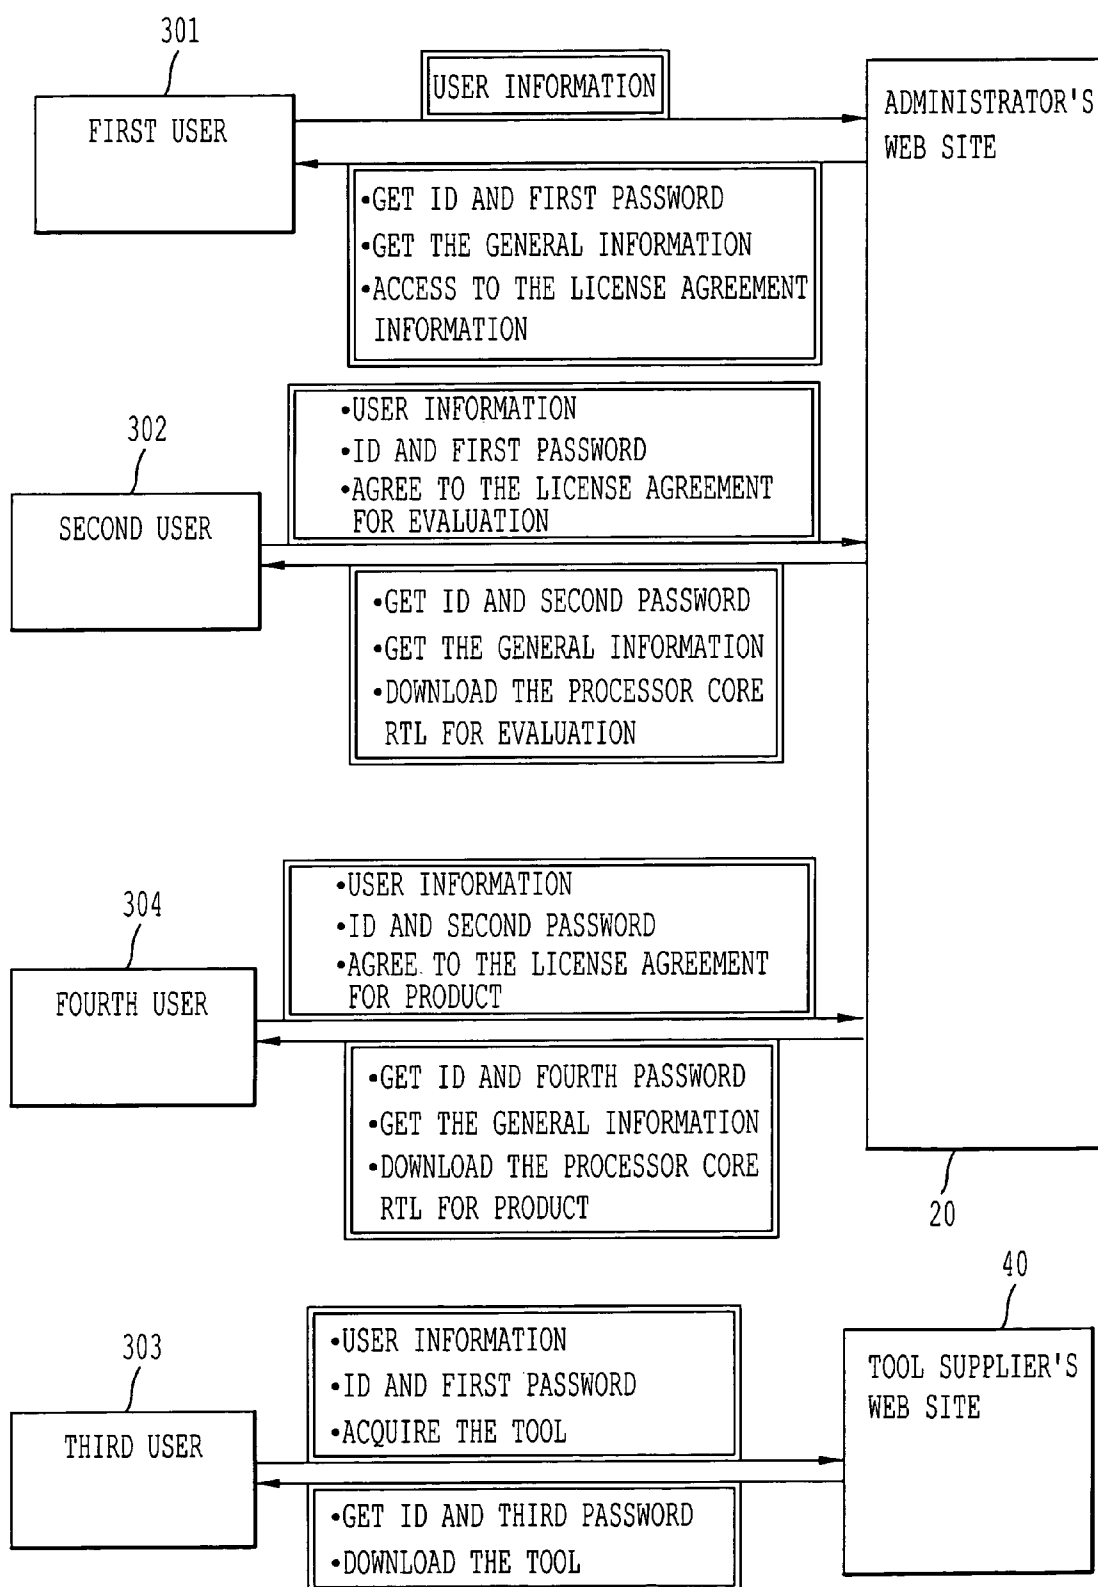 301
USER INFORMATION
FIRST USER
ADMINISTRATOR'S
WEB SITE
•GET ID AND FIRST PASSWORD
•GET THE GENERAL INFORMATION
•ACCESS TO THE LICENSE AGREEMENT
INFORMATION
302
•USER INFORMATION
•ID AND FIRST PASSWORD
•AGREE TO THE LICENSE AGREEMENT
FOR EVALUATION
SECOND USER
•GET ID AND SECOND PASSWORD
•GET THE GENERAL INFORMATION
•DOWNLOAD THE PROCESSOR CORE
RTL FOR EVALUATION
304
•USER INFORMATION
•ID AND SECOND PASSWORD
•AGREE TO THE LICENSE AGREEMENT
FOR PRODUCT
FOURTH USER
•GET ID AND FOURTH PASSWORD
•GET THE GENERAL INFORMATION
•DOWNLOAD THE PROCESSOR CORE
RTL FOR PRODUCT
20
40
303
•USER INFORMATION
•ID AND FIRST PASSWORD
•ACQUIRE THE TOOL
THIRD USER
TOOL SUPPLIER'S
WEB SITE
•GET ID AND THIRD PASSWORD
•DOWNLOAD THE TOOL